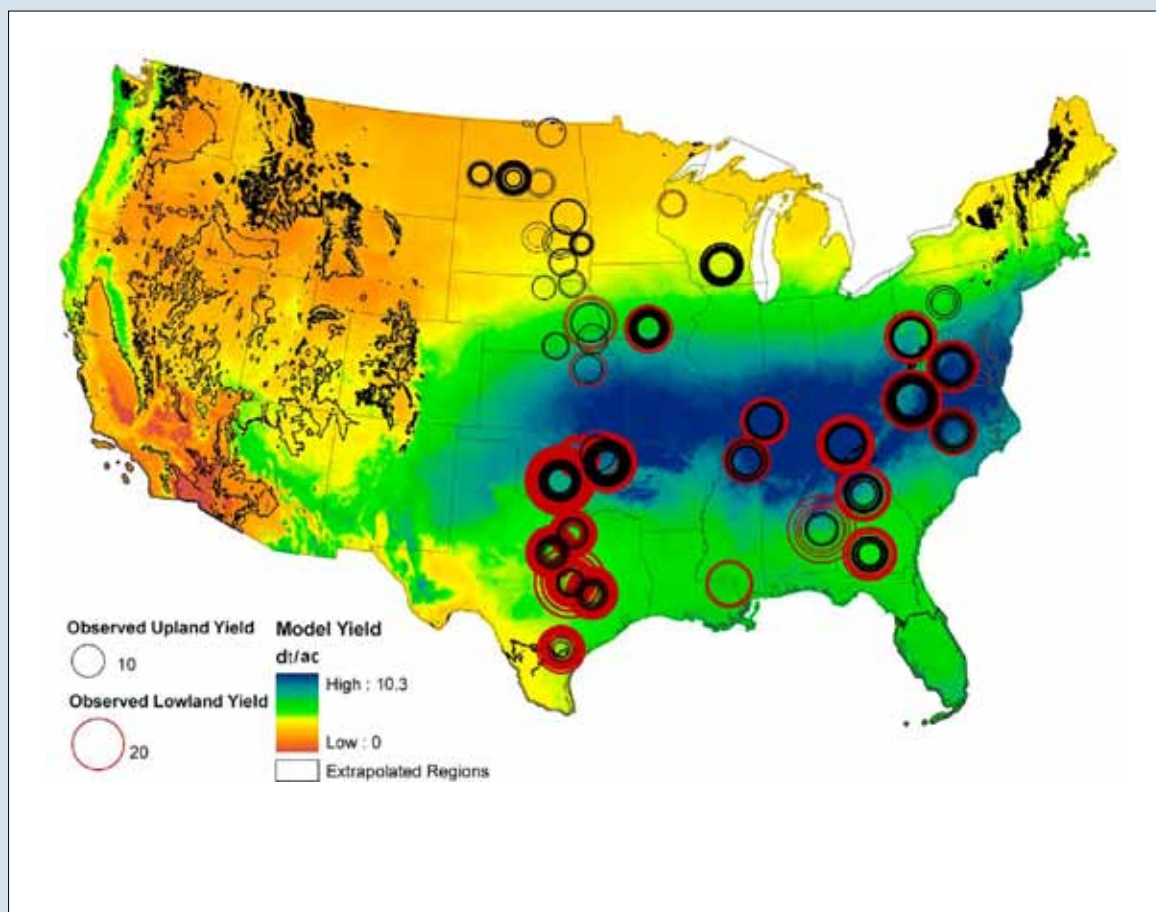 Observed Upland Yield
10
Observed Lowland Yield
20
Model Yield
dt/ac
High : 10.3
Low : 0
Extrapolated Regions